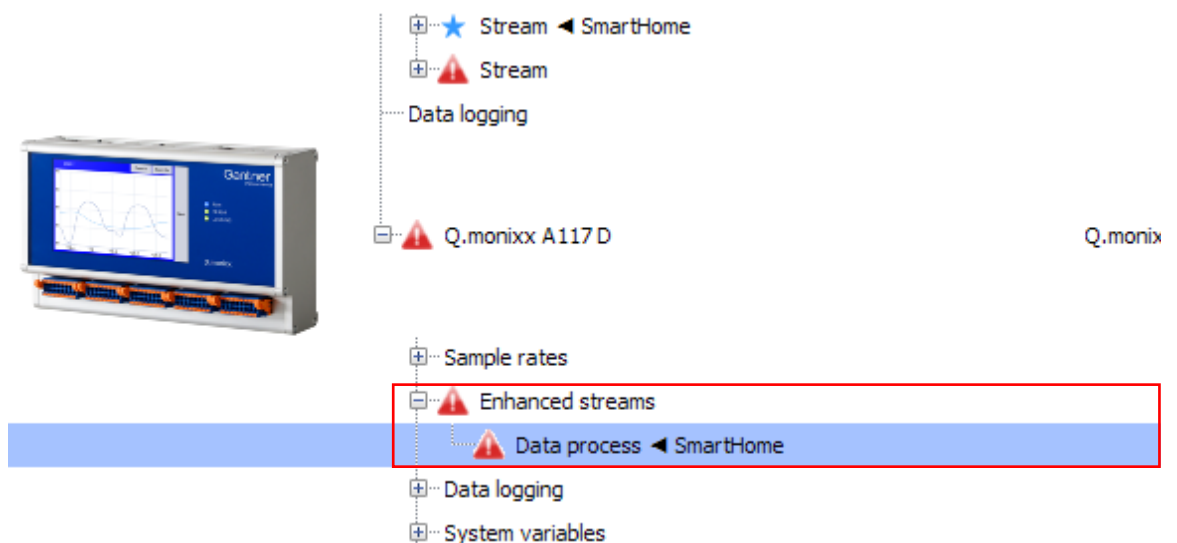 Stream ◄ SmartHome
Stream
Data logging
Gantner
Q.monixx A117 D
Q.monix
Sample rates
Enhanced streams
Data process ◄ SmartHome
Data logging
System variables